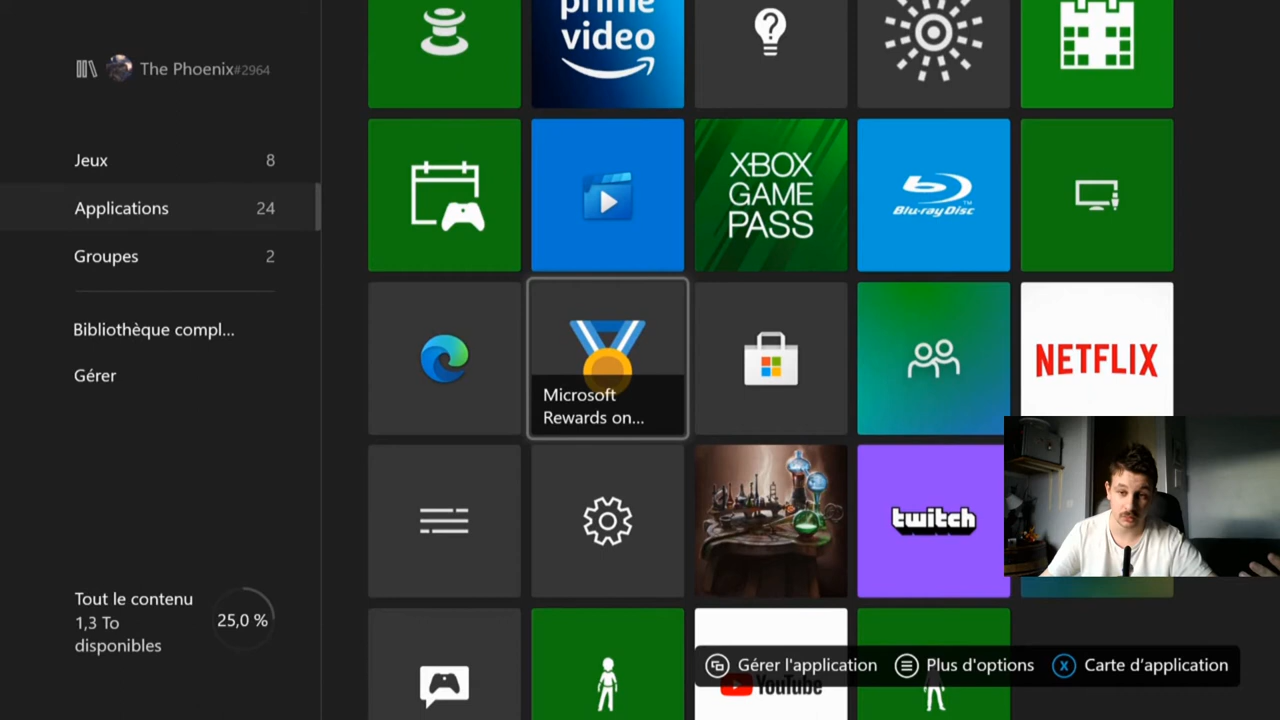 The Phoenix#2964
Jeux 8
Applications 24
Groupes 2
Bibliothèque compl...
Gérer
Tout le contenu
1,3 To
disponibles
25,0 %
prime
video
XBOX
GAME
PASS
Blu-ray Disc
Microsoft
Rewards on...
NETFLIX
twitch
YouTube
Gérer l'application
Plus d'options
X Carte d'application